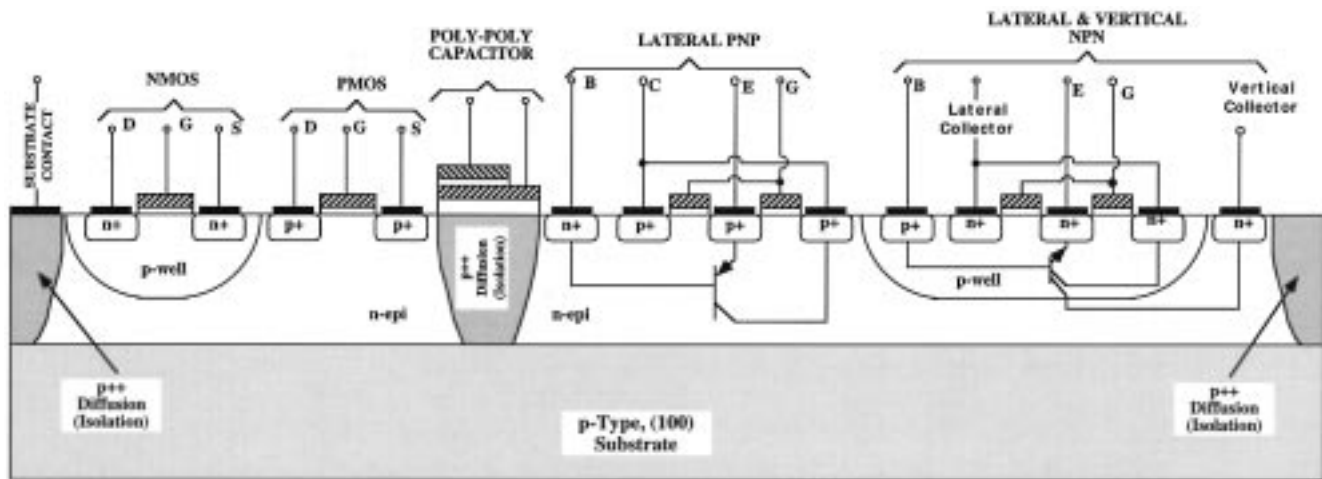 LATERAL & VERTICAL
NPN
POLY-POLY
CAPACITOR
LATERAL PNP
NMOS
PMOS
SUBSTRATE
CONTACT
D
G
S
D
G
S
B
C
E
G
B
Lateral
Collector
E
G
Vertical
Collector
n+
n+
p+
p+
n+
p+
p+
p+
p+
n+
n+
n+
n+
p-well
p++
Diffusion
(Isolation)
p-well
n-epi
n-epi
p++
Diffusion
(Isolation)
p++
Diffusion
(Isolation)
p-Type, (100)
Substrate